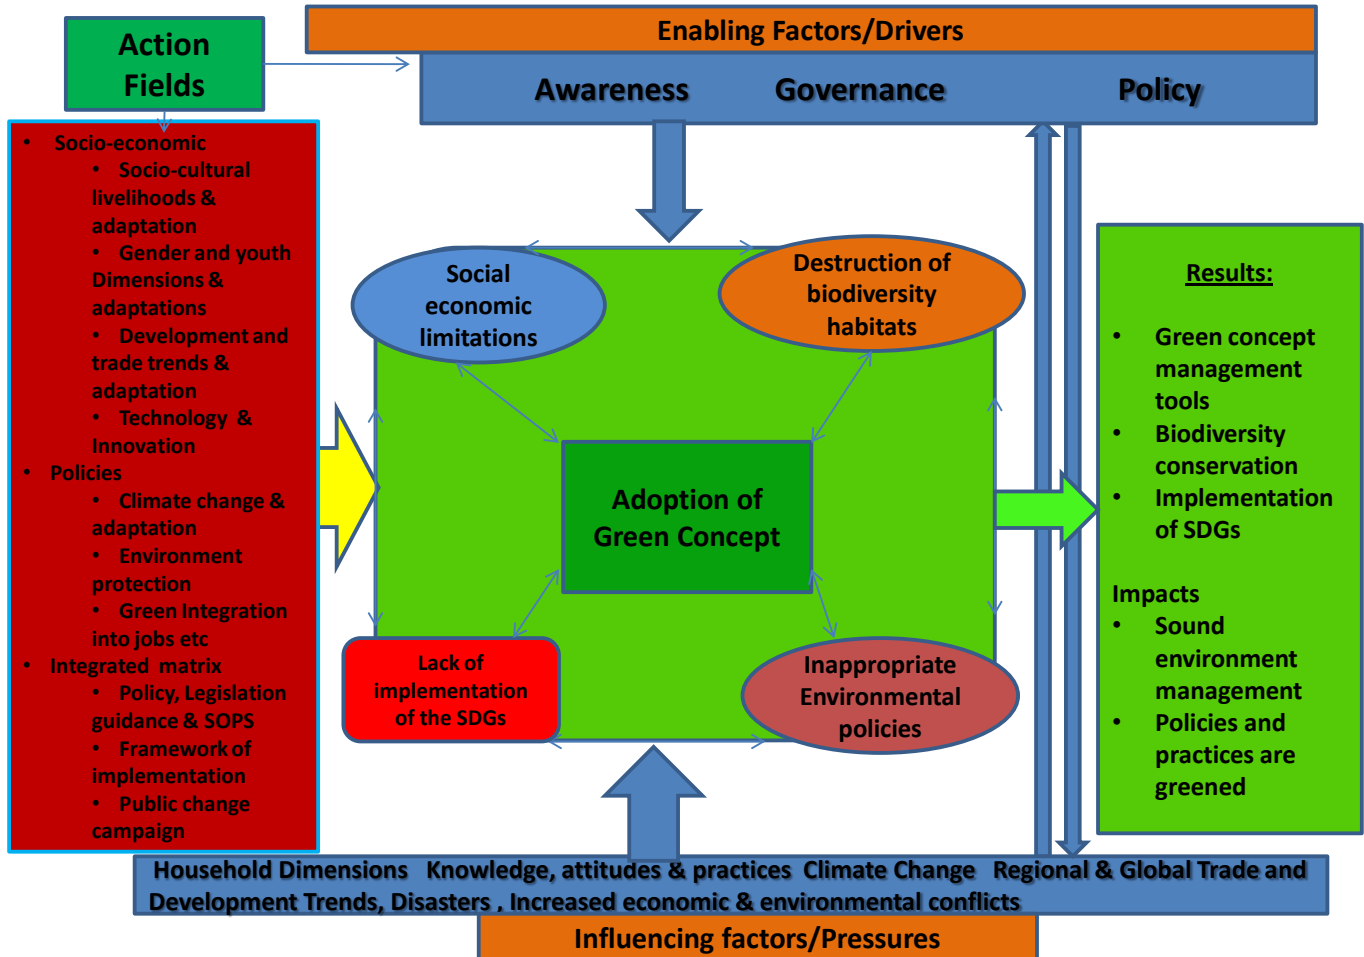 Action
Fields
Enabling Factors/Drivers
Awareness Governance Policy
• Socio-economic
• Socio-cultural
livelihoods &
adaptation
• Gender and youth
Dimensions &
adaptations
• Development and
trade trends &
adaptation
• Technology &
Innovation
• Policies
• Climate change &
adaptation
• Environment
protection
• Green Integration
into jobs etc
• Integrated matrix
• Policy, Legislation
guidance & SOPS
• Framework of
implementation
• Public change
campaign
Social
economic
limitations
Destruction of
biodiversity
habitats
Adoption of
Green Concept
Lack of
implementation
of the SDGs
Inappropriate
Environmental
policies
Results:
• Green concept
management
tools
• Biodiversity
conservation
• Implementation
of SDGs
Impacts
• Sound
environment
management
• Policies and
practices are
greened
Household Dimensions Knowledge, attitudes & practices Climate Change Regional & Global Trade and
Development Trends, Disasters , Increased economic & environmental conflicts
Influencing factors/Pressures